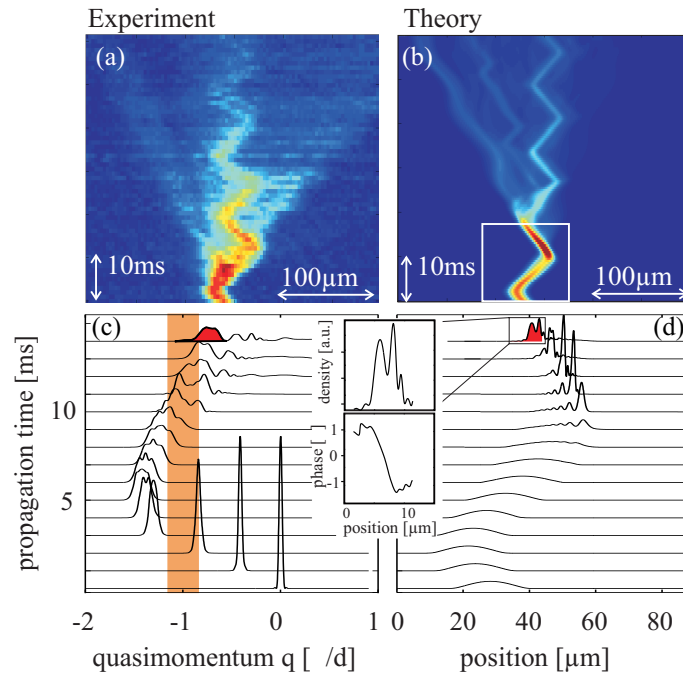 Experiment
Theory
(a)
(b)
10ms
100µm
10ms
100µm
(c)
(d)
propagation time [ms]
10
5
density [a.u.]
phase [ ]
1
0
-1
0
10
position [µm]
-2
-1
0
1
0
20
40
60
80
quasimomentum q [ /d]
position [µm]